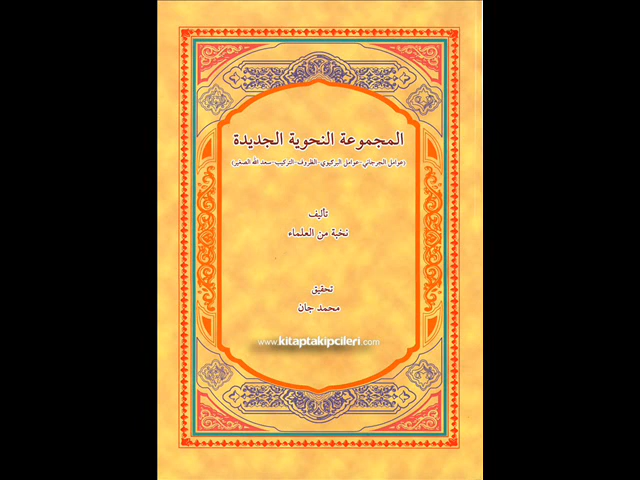 المجموعة النحوية الجديدة
(عوامل الجرجاني-عوامل البركوي-الظروف-التركيب-سعد الله الصغير)
تأليف
نخبة من العلماء
تحقيق
محمد جان
www.kitaptakipcileri.com